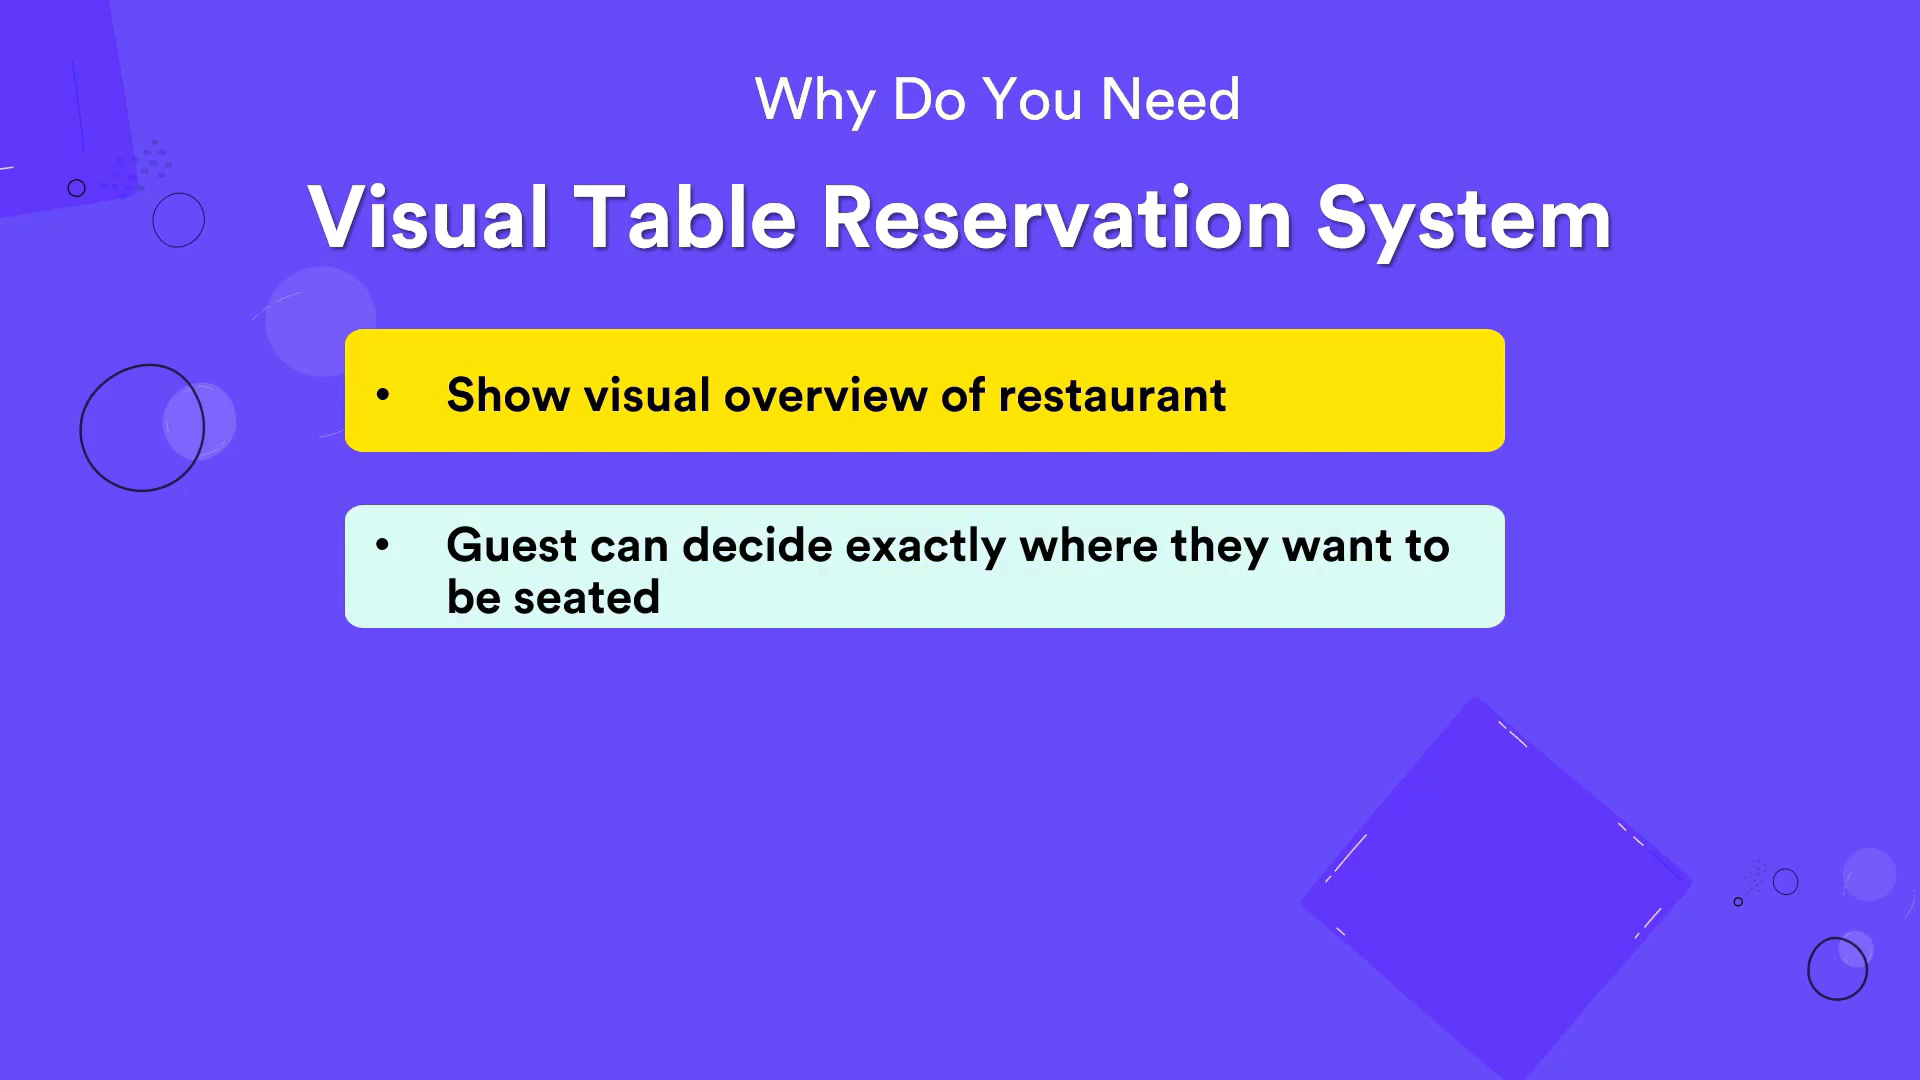 Why Do You Need
Visual Table Reservation System
• Show visual overview of restaurant
• Guest can decide exactly where they want to
be seated